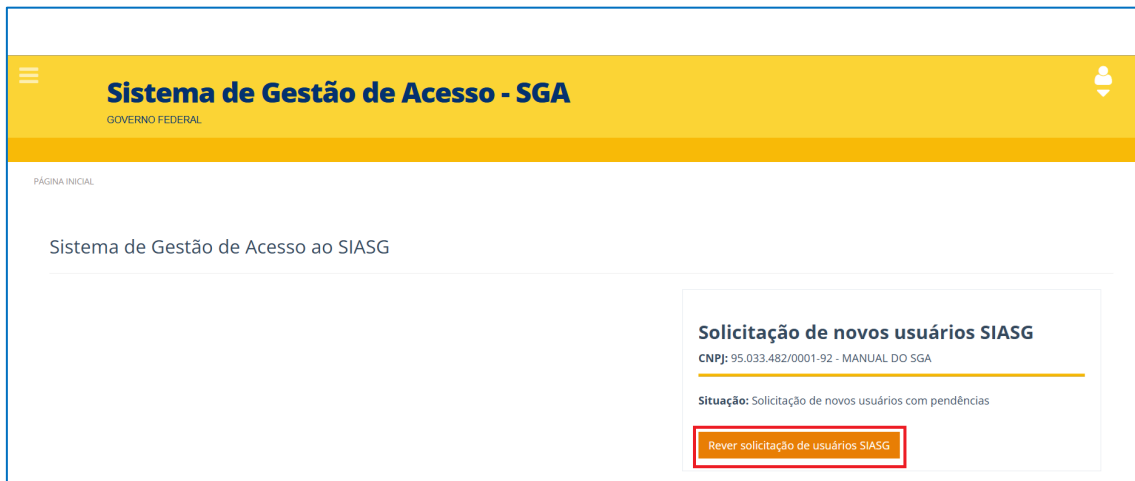 Sistema de Gestão de Acesso - SGA
GOVERNO FEDERAL
PÁGINA INICIAL
Sistema de Gestão de Acesso ao SIASG
Solicitação de novos usuários SIASG
CNPJ: 95.033.482/0001-92 - MANUAL DO SGA
Situação: Solicitação de novos usuários com pendências
Rever solicitação de usuários SIASG